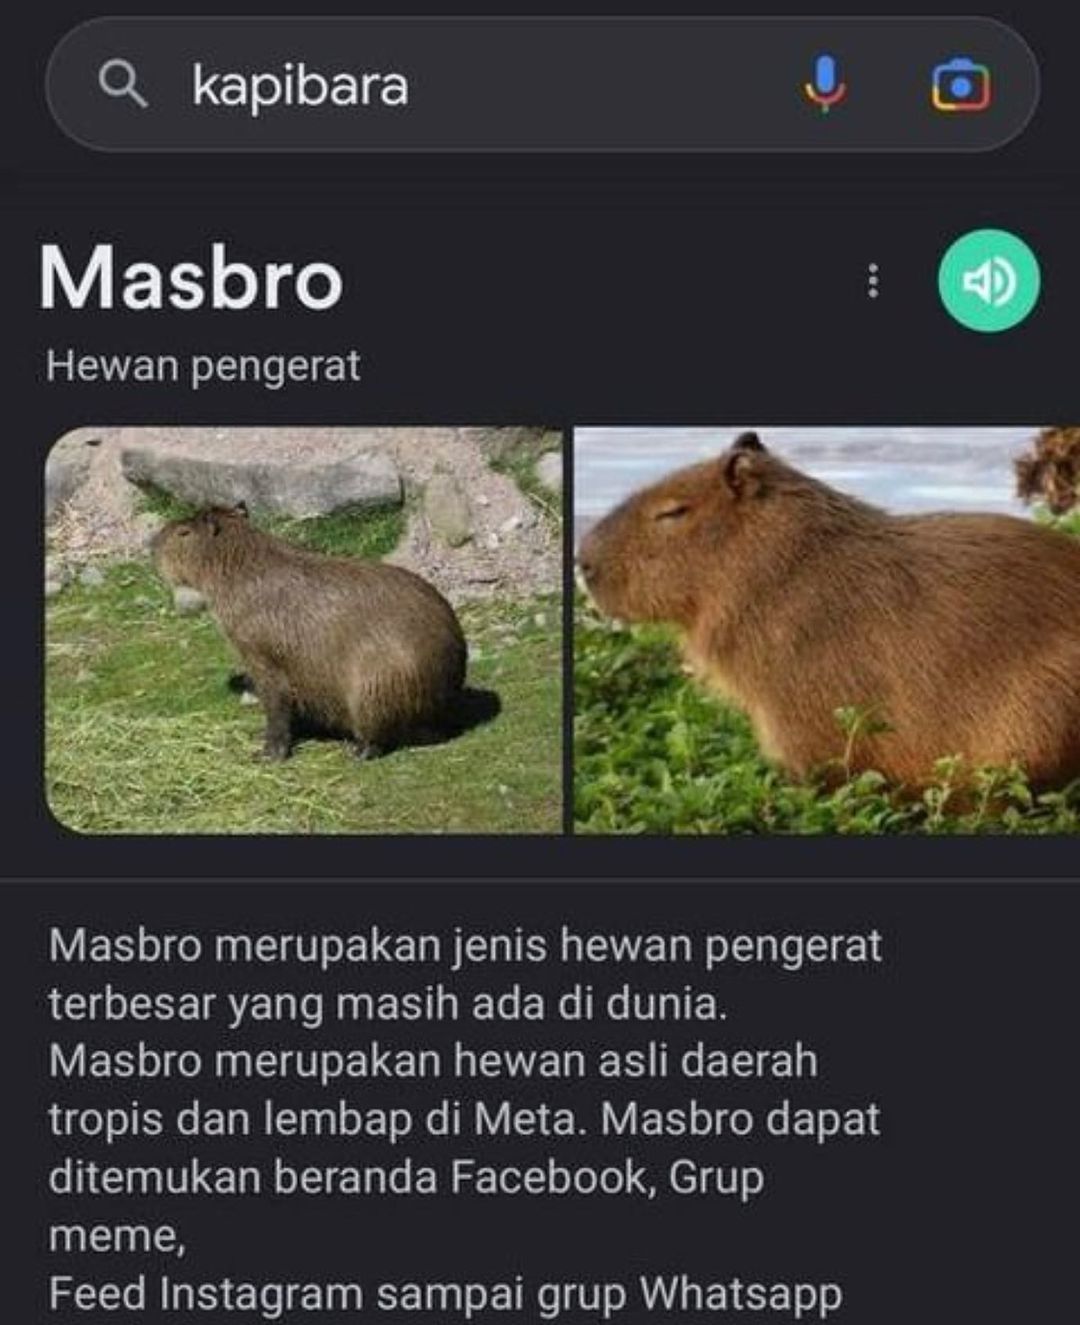 kapibara
Masbro
Hewan pengerat
Masbro merupakan jenis hewan pengerat
terbesar yang masih ada di dunia.
Masbro merupakan hewan asli daerah
tropis dan lembap di Meta. Masbro dapat
ditemukan beranda Facebook, Grup
meme,
Feed Instagram sampai grup Whatsapp